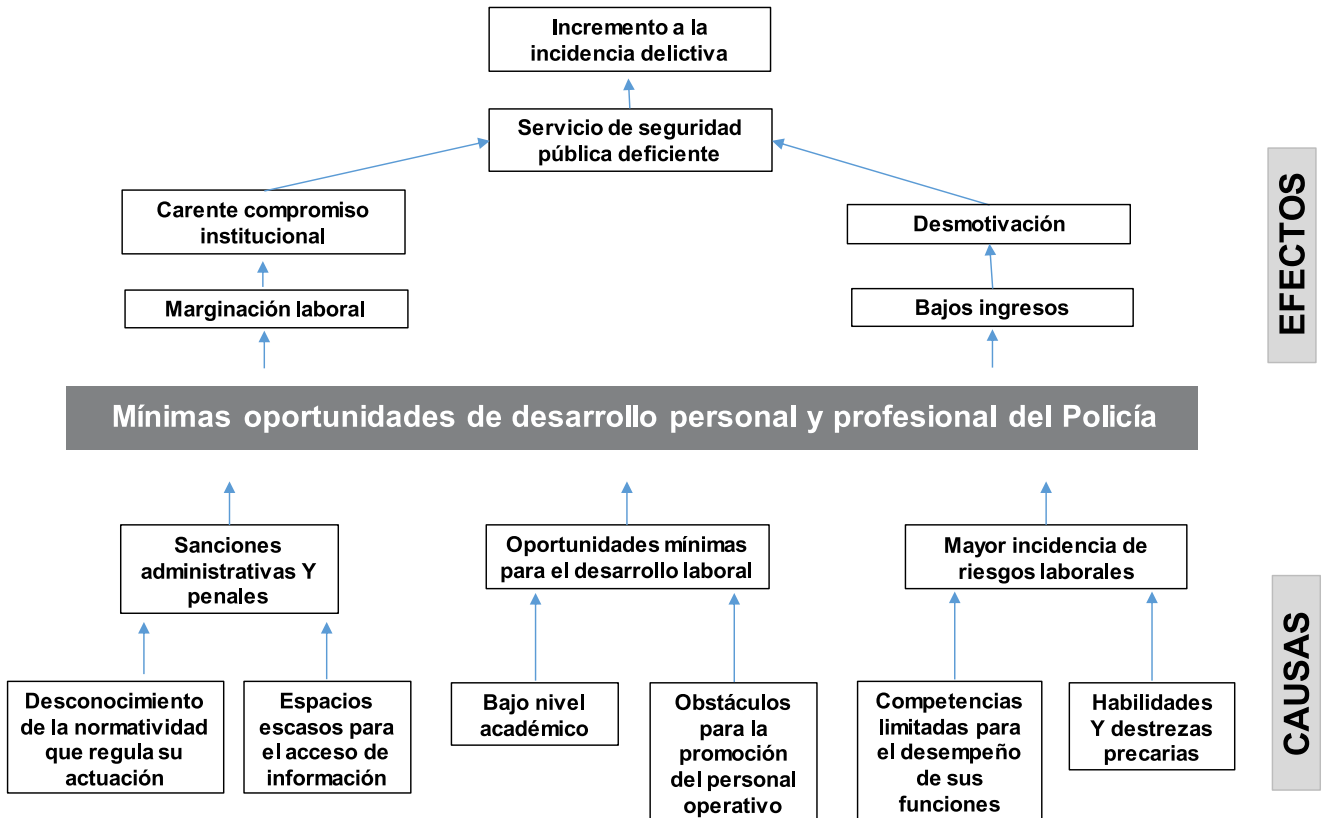 Incremento a la
incidencia delictiva
Servicio de seguridad
pública deficiente
Carente compromiso
institucional
Desmotivación
Marginación laboral
Bajos ingresos
EFECTOS
Mínimas oportunidades de desarrollo personal y profesional del Policía
Sanciones
administrativas Y
penales
Oportunidades mínimas
para el desarrollo laboral
Mayor incidencia de
riesgos laborales
Desconocimiento
de la normatividad
que regula su
actuación
Espacios
escasos para
el acceso de
información
Bajo nivel
académico
Obstáculos
para la
promoción
del personal
operativo
Competencias
limitadas para
el desempeño
de sus
funciones
Habilidades
Y destrezas
precarias
CAUSAS